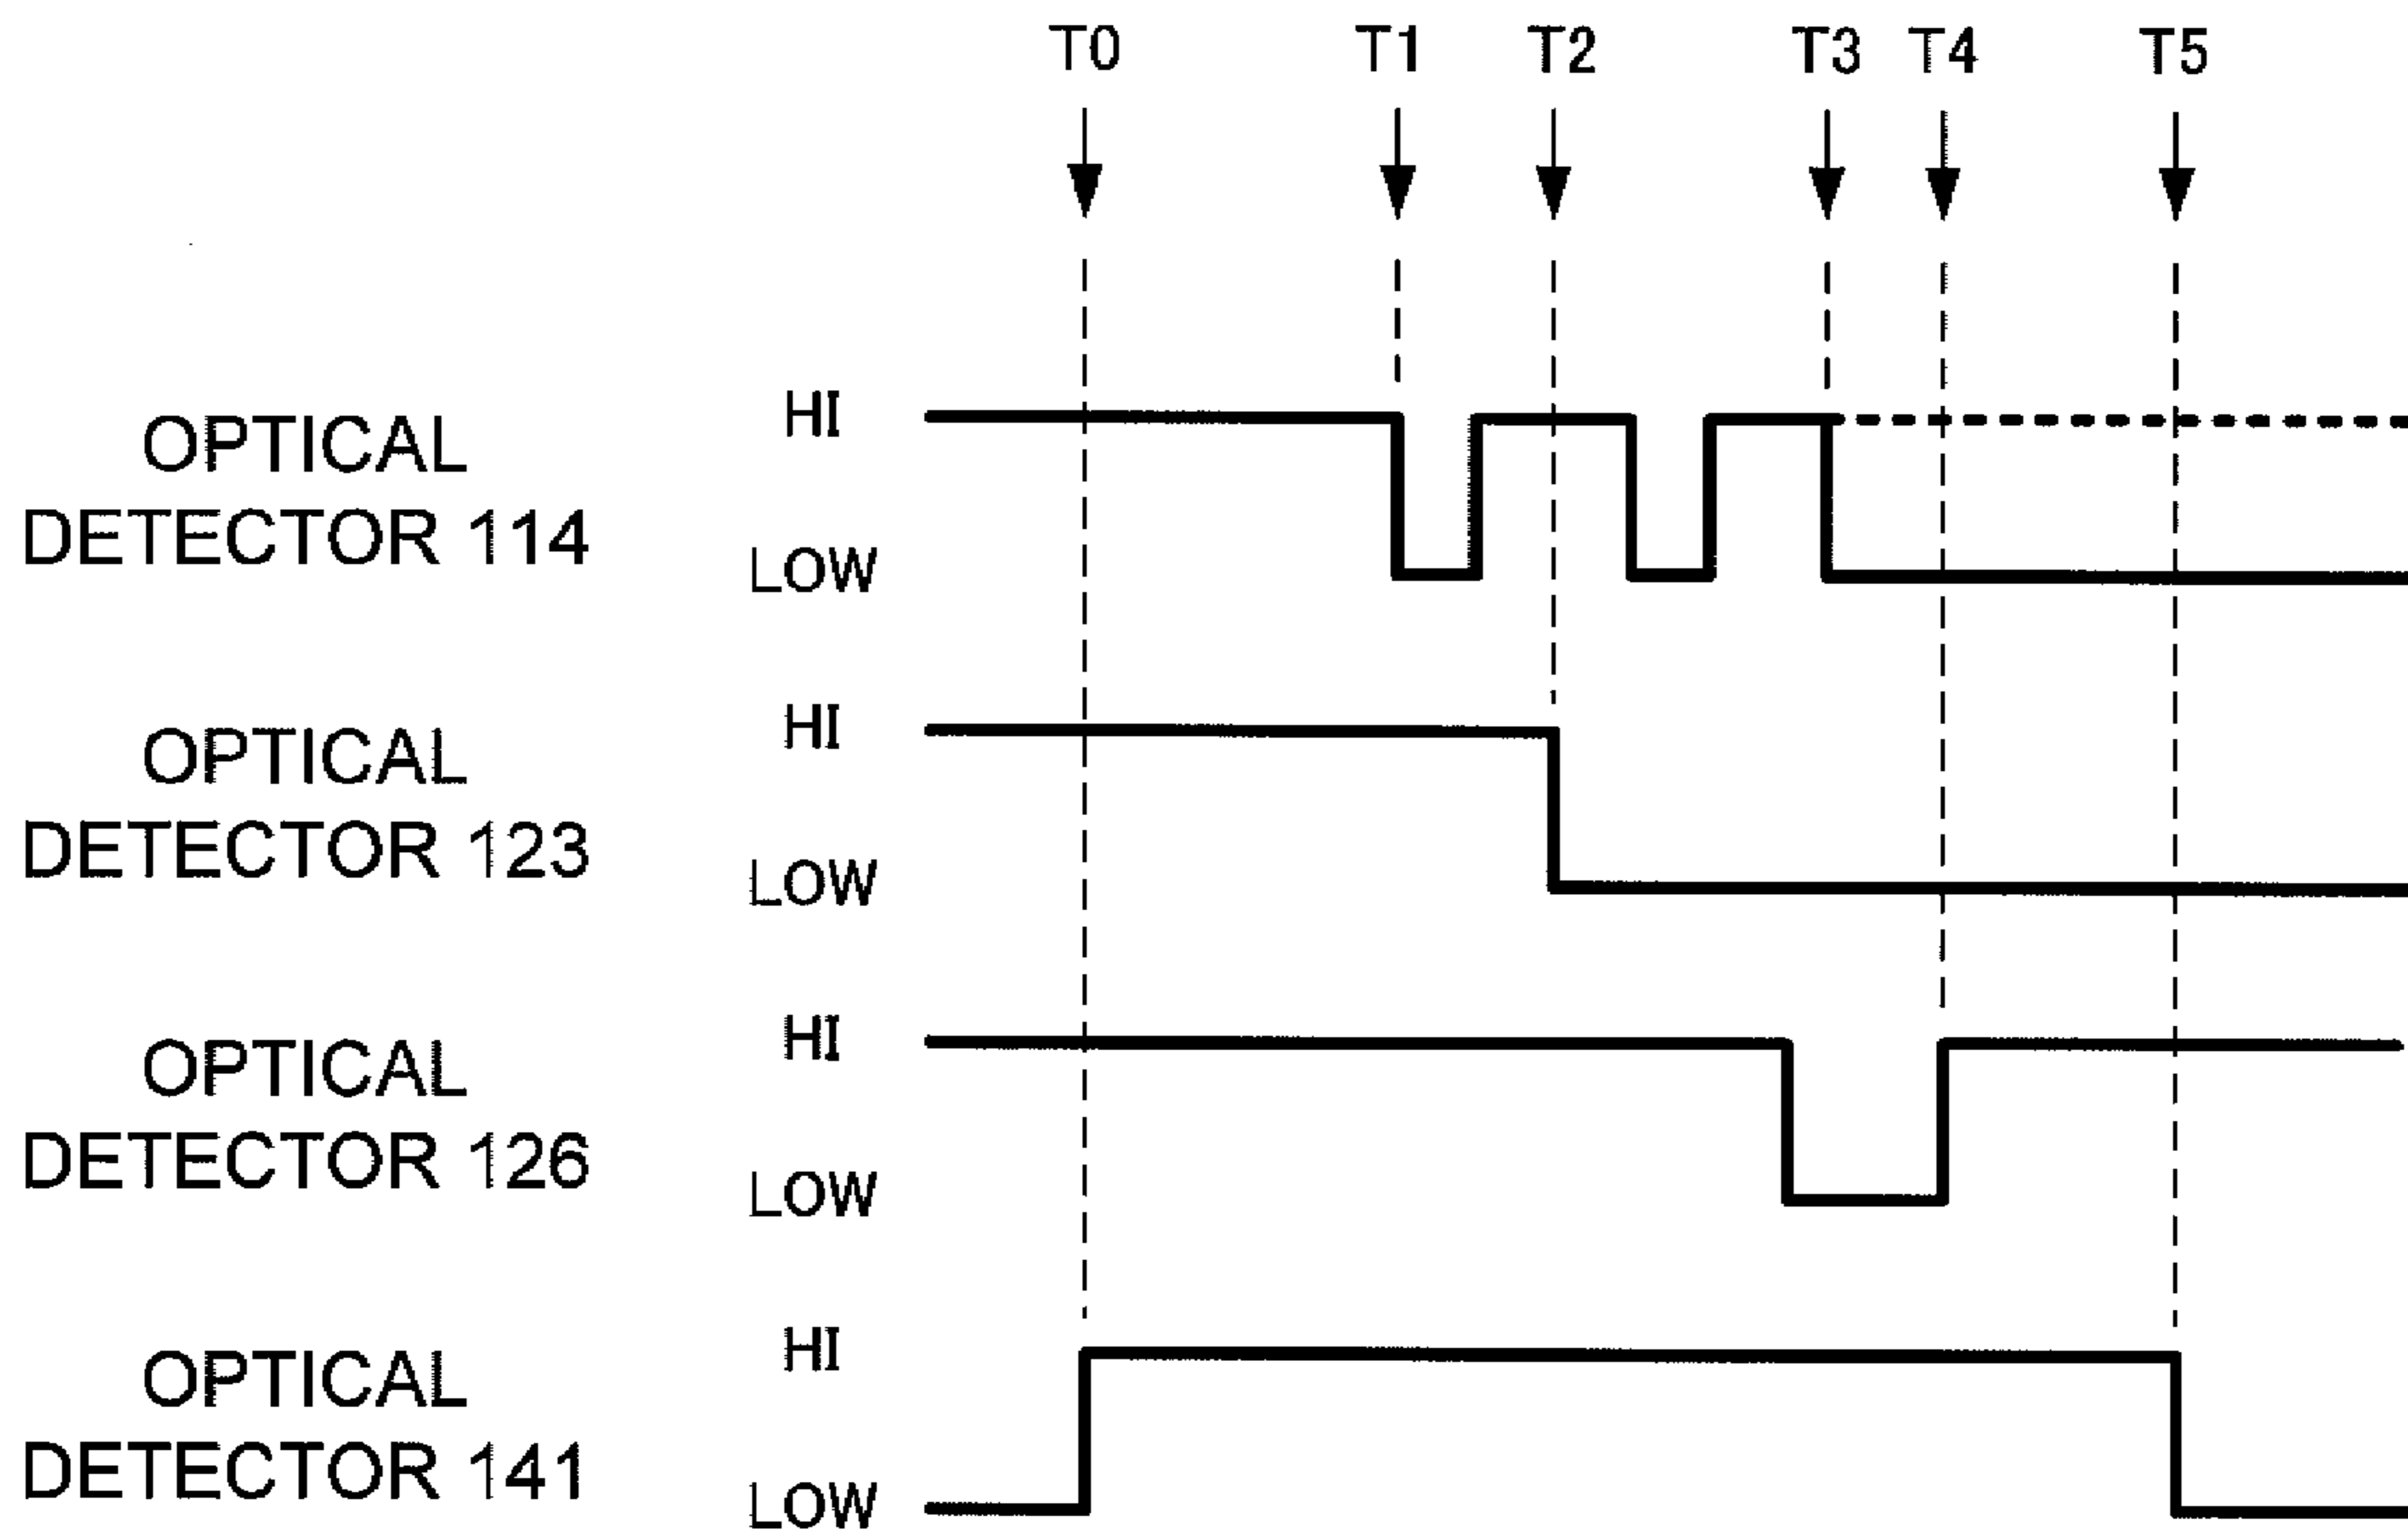 T0 T1 T2 T3 T4 T5
HI
OPTICAL
DETECTOR 114
LOW
HI
OPTICAL
DETECTOR 123
LOW
HI
OPTICAL
DETECTOR 126
LOW
HI
OPTICAL
DETECTOR 141
LOW